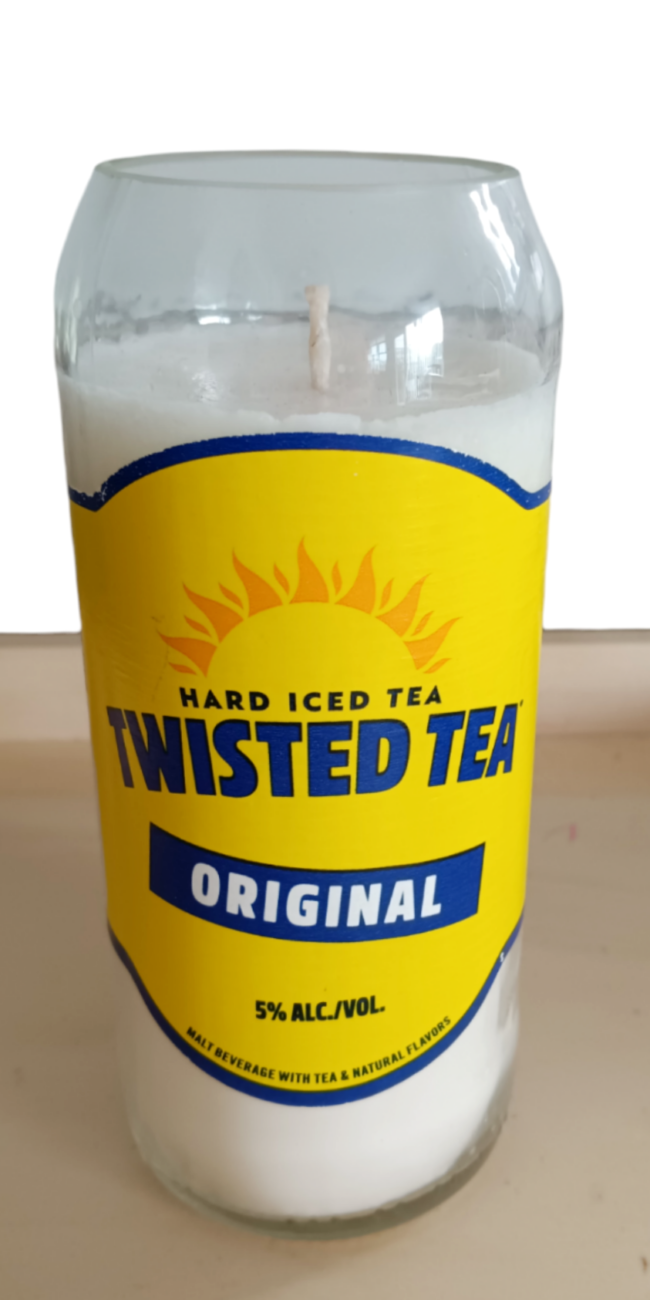 HARD ICED TEA
TWISTED TEA
ORIGINAL
5% ALC./VOL.
MALT BEVERAGE WITH TEA & NATURAL FLAVORS